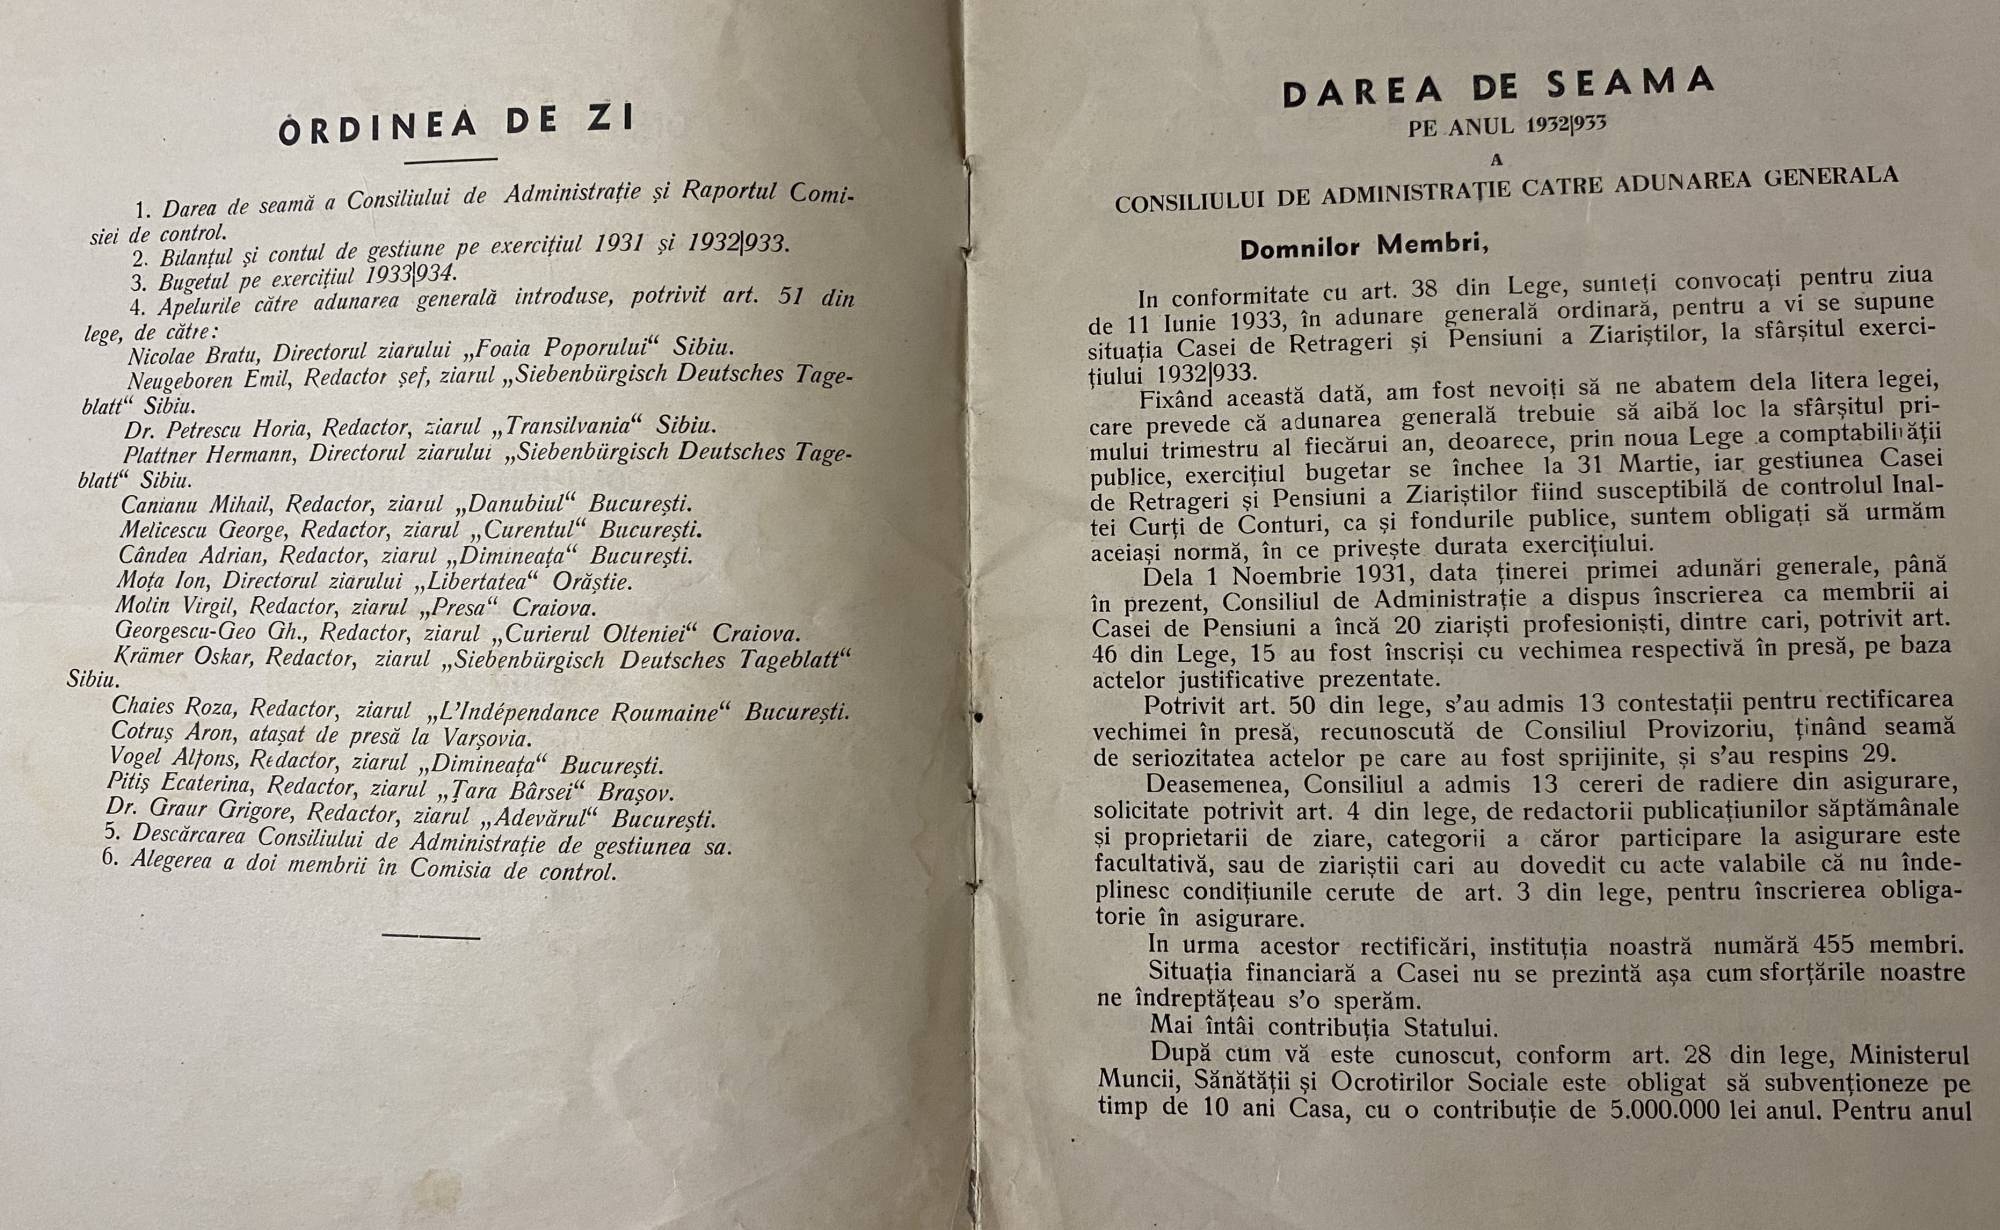 ORDINEA DE ZI
1. Darea de seamă a Consiliului de Administrație și Raportul Comi-
siei de control.
2. Bilanțul și contul de gestiune pe exercițiul 1931 și 1932|933.
3. Bugetul pe exercițiul 1933|934.
4. Apelurile către adunarea generală introduse, potrivit art. 51 din
lege, de către:
Nicolae Bratu, Directorul ziarului „Foaia Poporului“ Sibiu.
Neugeboren Emil, Redactor șef, ziarul „Siebenbürgisch Deutsches Tage-
blatt“ Sibiu.
Dr. Petrescu Horia, Redactor, ziarul „Transilvania“ Sibiu.
Plattner Hermann, Directorul ziarului „Siebenbürgisch Deutsches Tage-
blatt“ Sibiu.
Canianu Mihail, Redactor, ziarul „Danubiul“ București.
Melicescu George, Redactor, ziarul „Curentul“ București.
Cândea Adrian, Redactor, ziarul „Dimineața“ București.
Moța Ion, Directorul ziarului „Libertatea“ Orăștie.
Molin Virgil, Redactor, ziarul „Presa“ Craiova.
Georgescu-Geo Gh., Redactor, ziarul „Curierul Olteniei“ Craiova.
Krämer Oskar, Redactor, ziarul „Siebenbürgisch Deutsches Tageblatt“
Sibiu.
Chaies Roza, Redactor, ziarul „L'Indépendance Roumaine“ București.
Cotruș Aron, atașat de presă la Varșovia.
Vogel Alfons, Redactor, ziarul „Dimineața“ București.
Pitiș Ecaterina, Redactor, ziarul „Țara Bârsei“ Brașov.
Dr. Graur Grigore, Redactor, ziarul „Adevărul“ București.
5. Descărcarea Consiliului de Administrație de gestiunea sa.
6. Alegerea a doi membrii în Comisia de control.
DAREA DE SEAMA
PE ANUL 1932|933
A
CONSILIULUI DE ADMINISTRAȚIE CATRE ADUNAREA GENERALA
Domnilor Membri,
In conformitate cu art. 38 din Lege, sunteți convocați pentru ziua
de 11 Iunie 1933, în adunare generală ordinară, pentru a vi se supune
situația Casei de Retrageri și Pensiuni a Ziariștilor, la sfârșitul exerci-
țiului 1932|933.
Fixând această dată, am fost nevoiți să ne abatem dela litera legei,
care prevede că adunarea generală trebuie să aibă loc la sfârșitul pri-
mului trimestru al fiecărui an, deoarece, prin noua Lege a comptabilității
publice, exercițiul bugetar se închee la 31 Martie, iar gestiunea Casei
de Retrageri și Pensiuni a Ziariștilor fiind susceptibilă de controlul Inal-
tei Curți de Conturi, ca și fondurile publice, suntem obligați să urmăm
aceiași normă, în ce privește durata exercițiului.
Dela 1 Noembrie 1931, data ținerei primei adunări generale, până
în prezent, Consiliul de Administrație a dispus înscrierea ca membrii ai
Casei de Pensiuni a încă 20 ziariști profesioniști, dintre cari, potrivit art.
46 din Lege, 15 au fost înscriși cu vechimea respectivă în presă, pe baza
actelor justificative prezentate.
Potrivit art. 50 din lege, s'au admis 13 contestații pentru rectificarea
vechimei în presă, recunoscută de Consiliul Provizoriu, ținând seamă
de seriozitatea actelor pe care au fost sprijinite, și s'au respins 29.
Deasemenea, Consiliul a admis 13 cereri de radiere din asigurare,
solicitate potrivit art. 4 din lege, de redactorii publicațiunilor săptămânale
și proprietarii de ziare, categorii a căror participare la asigurare este
facultativă, sau de ziariștii cari au dovedit cu acte valabile că nu înde-
plinesc condițiunile cerute de art. 3 din lege, pentru înscrierea obliga-
torie în asigurare.
In urma acestor rectificări, instituția noastră numără 455 membri.
Situația financiară a Casei nu se prezintă așa cum sforțările noastre
ne îndreptățeau s'o sperăm.
Mai întâi contribuția Statului.
După cum vă este cunoscut, conform art. 28 din lege, Ministerul
Muncii, Sănătății și Ocrotirilor Sociale este obligat să subvenționeze pe
timp de 10 ani Casa, cu o contribuție de 5.000.000 lei anul. Pentru anul